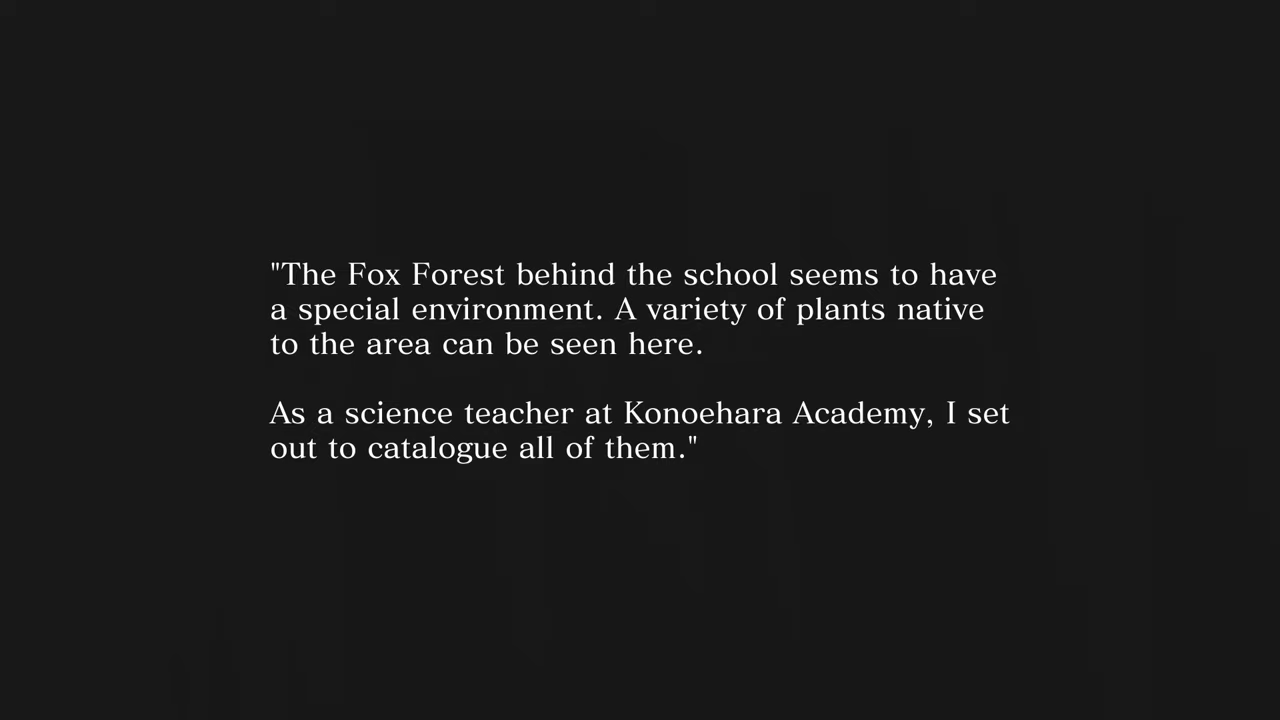 "The Fox Forest behind the school seems to have
a special environment. A variety of plants native
to the area can be seen here.
As a science teacher at Konoehara Academy, I set
out to catalogue all of them."